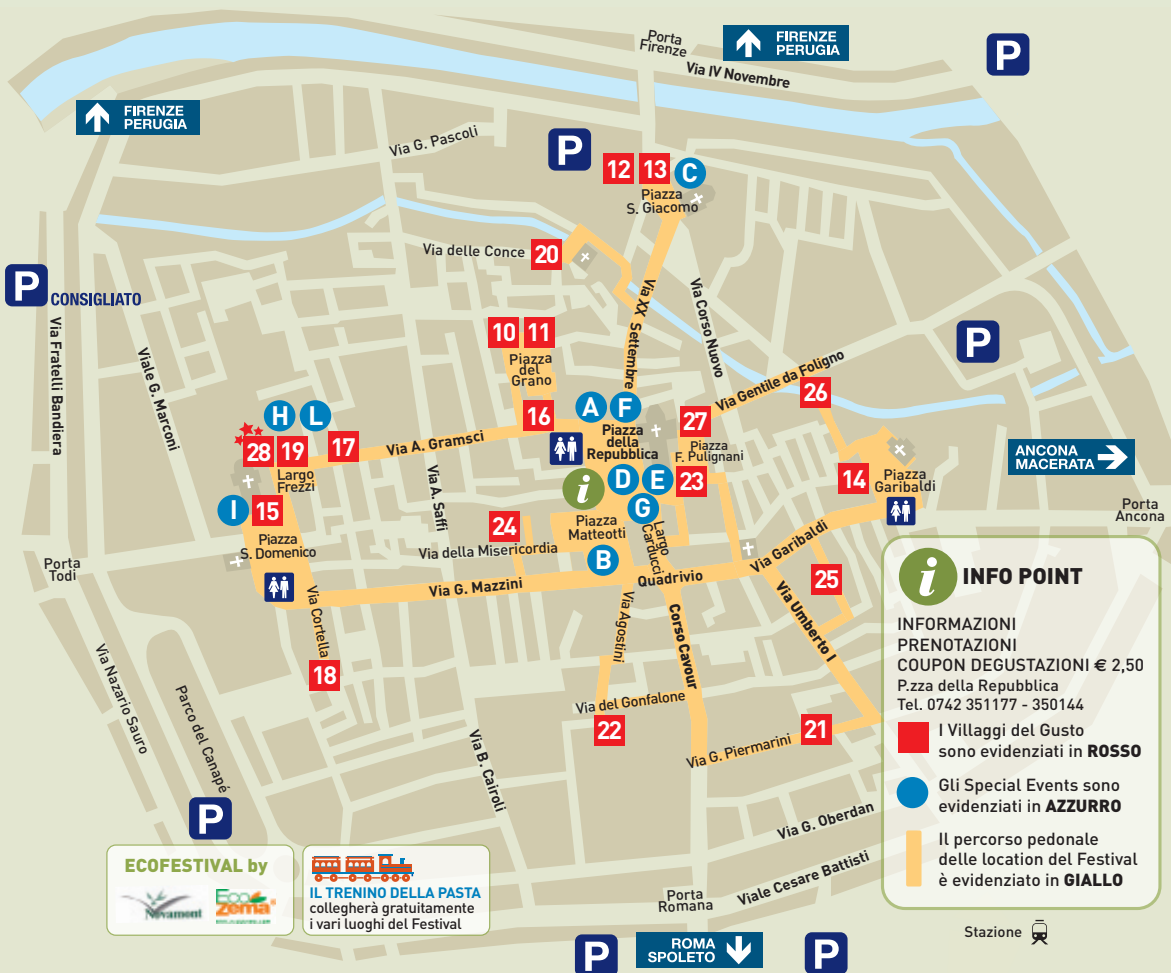 Porta
Firenze
FIRENZE
PERUGIA
P
Via IV Novembre
FIRENZE
PERUGIA
Via G. Pascoli
P
12
13
C
Piazza
S. Giacomo
Via delle Conce
20
P
CONSIGLIATO
Via XX Settembre
Via Corso Nuovo
Via Fratelli Bandiera
Viale G. Marconi
10
11
Piazza
del
Grano
P
Via Gentile da Foligno
26
16
A
F
27
H
L
28
19
17
Via A. Gramsci
Piazza
della
Repubblica
Piazza
F. Pulignani
Largo
Frezzi
Via A. Saffi
i
D
E
23
14
Piazza
Garibaldi
ANCONA
MACERATA
I
15
G
Porta
Ancona
Piazza
S. Domenico
24
Via della Misericordia
Piazza
Matteotti
Largo
Carducci
B
Via Garibaldi
Porta
Todi
Via G. Mazzini
Quadrivio
25
Via Cortella
Via Agostini
Corso Cavour
Via Umberto I
18
Via del Gonfalone
22
21
Via G. Piermarini
Via Nazario Sauro
Parco del Canapé
Via B. Cairoli
P
Via G. Oberdan
Viale Cesare Battisti
Porta
Romana
P
ROMA
SPOLETO
P
Stazione
i INFO POINT
INFORMAZIONI
PRENOTAZIONI
COUPON DEGUSTAZIONI € 2,50
P.zza della Repubblica
Tel. 0742 351177 - 350144
I Villaggi del Gusto
sono evidenziati in ROSSO
Gli Special Events sono
evidenziati in AZZURRO
Il percorso pedonale
delle location del Festival
è evidenziato in GIALLO
ECOFESTIVAL by
Novamont
Eco
Zema®
IL TRENINO DELLA PASTA
collegherà gratuitamente
i vari luoghi del Festival